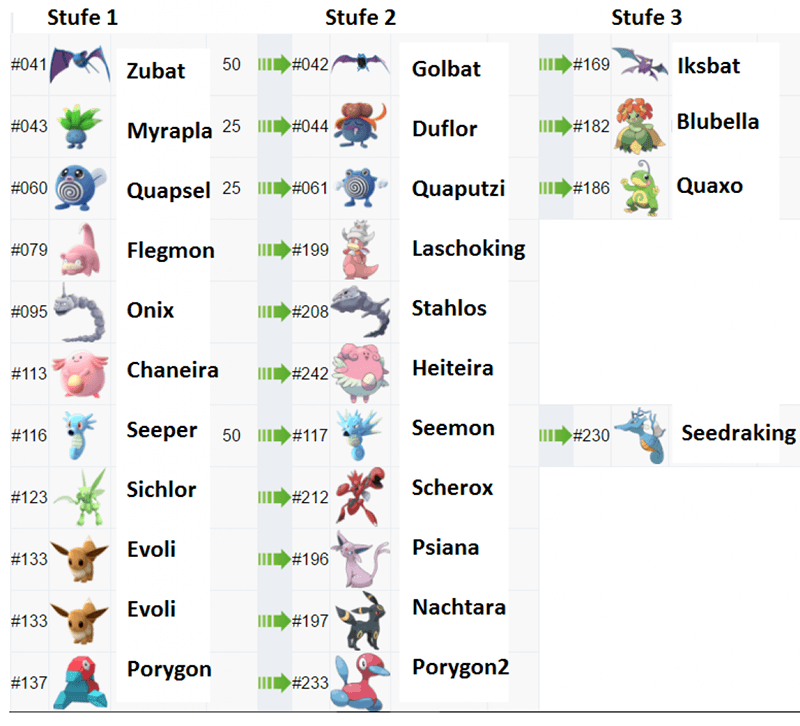 Stufe 1 Stufe 2 Stufe 3
#041 Zubat 50 #042 Golbat #169 Iksbat
#043 Myrapla 25 #044 Duflor #182 Blubella
#060 Quapsel 25 #061 Quaputzi #186 Quaxo
#079 Flegmon #199 Laschoking
#095 Onix #208 Stahlos
#113 Chaneira #242 Heiteira
#116 Seeper 50 #117 Seemon #230 Seedraking
#123 Sichlor #212 Scherox
#133 Evoli #196 Psiana
#133 Evoli #197 Nachtara
#137 Porygon #233 Porygon2